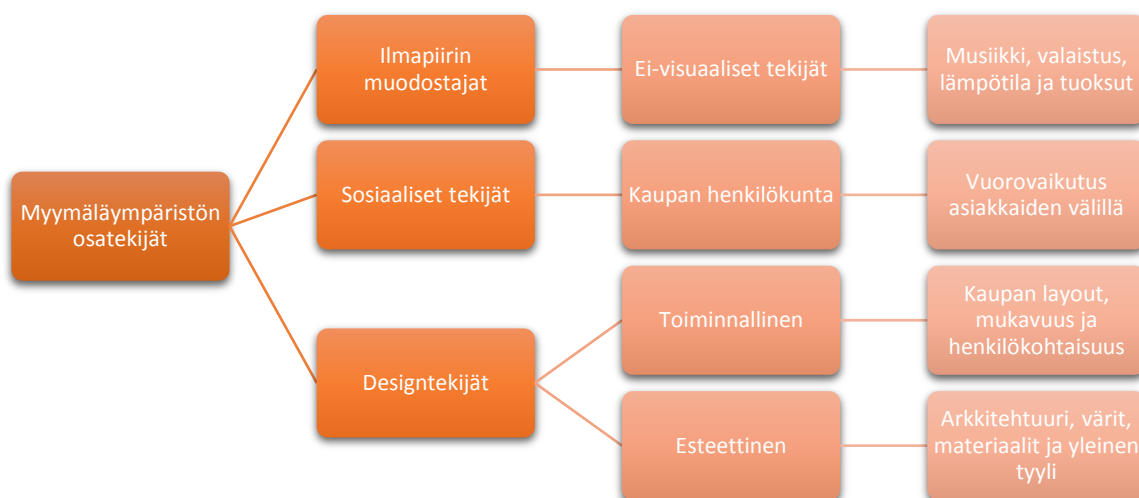 Myymäläympäristön
osatekijät
Ilmapiirin
muodostajat
Ei-visuaaliset tekijät
Musiikki, valaistus,
lämpötila ja tuoksut
Sosiaaliset tekijät
Kaupan henkilökunta
Vuorovaikutus
asiakkaiden välillä
Designtekijät
Toiminnallinen
Kaupan layout,
mukavuus ja
henkilökohtaisuus
Esteettinen
Arkkitehtuuri, värit,
materiaalit ja yleinen
tyyli